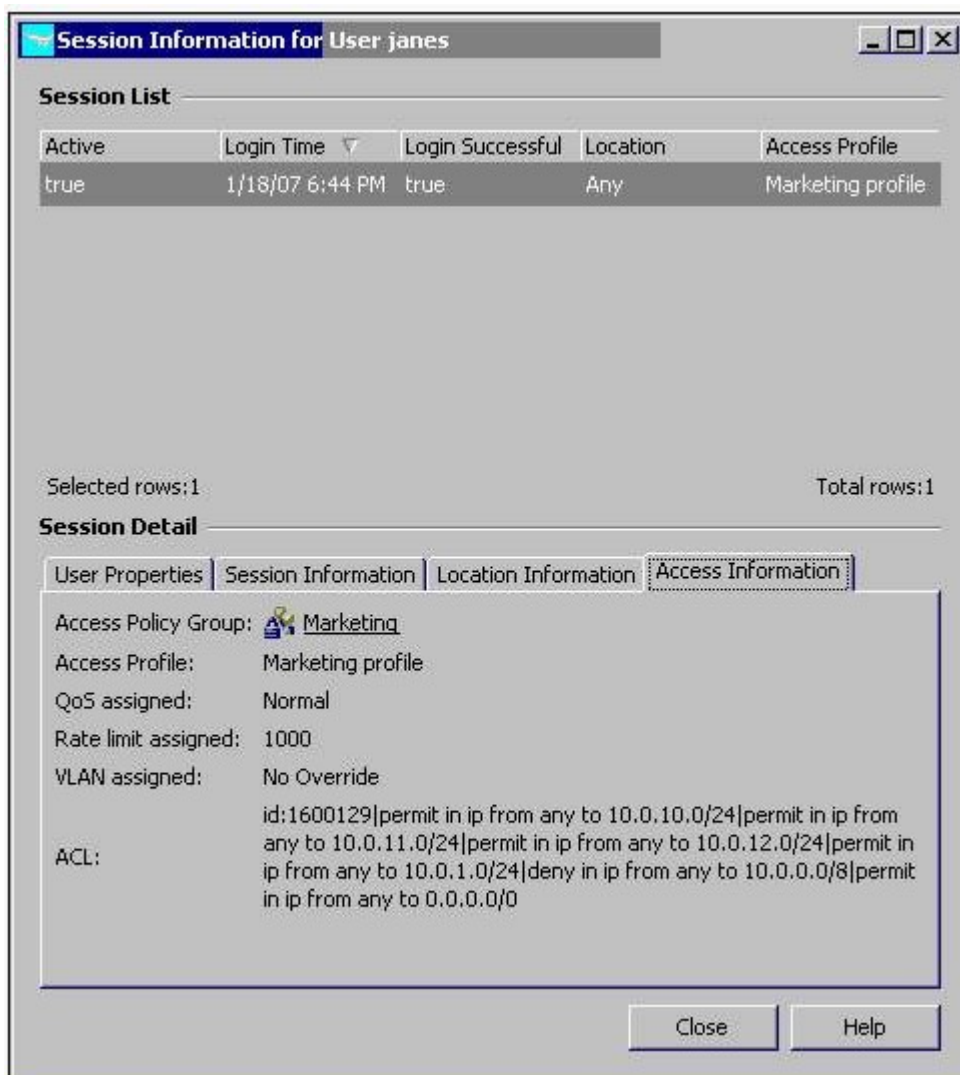 Session Information for User janes
Session List
Active Login Time Login Successful Location Access Profile
true 1/18/07 6:44 PM true Any Marketing profile
Selected rows:1 Total rows:1
Session Detail
User Properties Session Information Location Information Access Information
Access Policy Group: Marketing
Access Profile: Marketing profile
QoS assigned: Normal
Rate limit assigned: 1000
VLAN assigned: No Override
ACL:
id:1600129|permit in ip from any to 10.0.10.0/24|permit in ip from
any to 10.0.11.0/24|permit in ip from any to 10.0.12.0/24|permit in
ip from any to 10.0.1.0/24|deny in ip from any to 10.0.0.0/8|permit
in ip from any to 0.0.0.0/0
Close Help